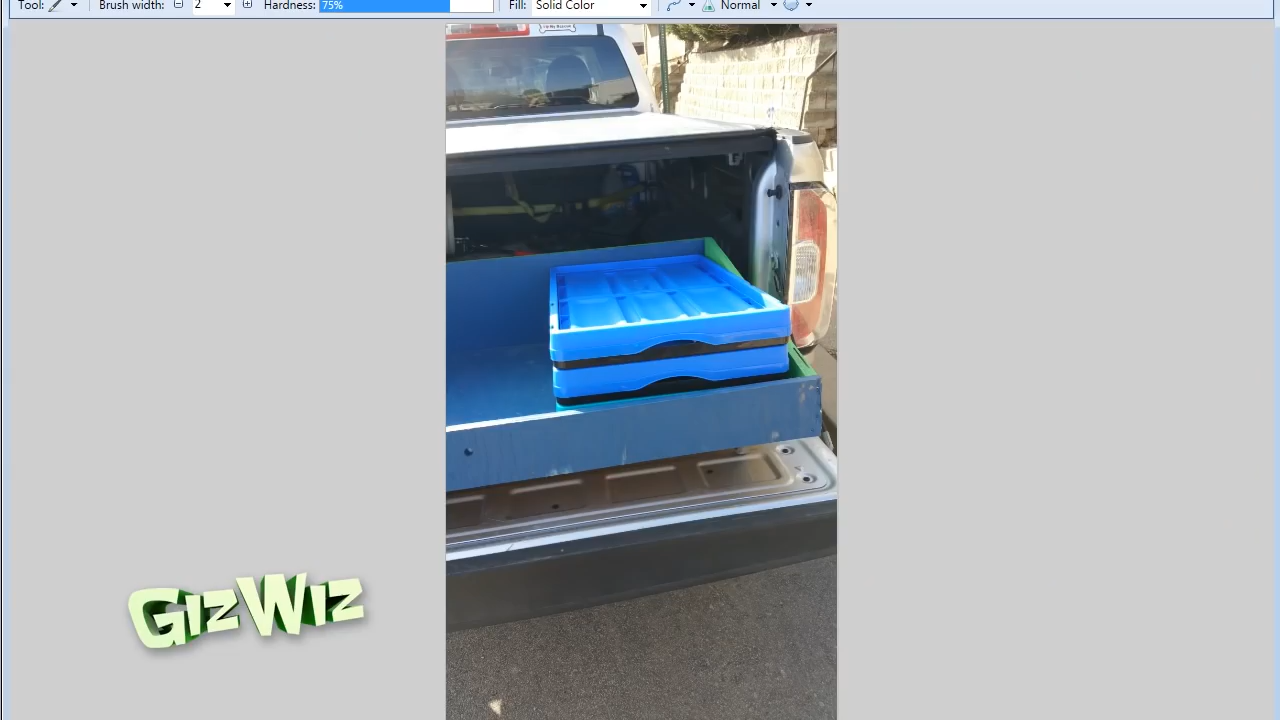 Tool:
Brush width:
2
Hardness:
75%
Fill:
Solid Color
Normal
GizWiz